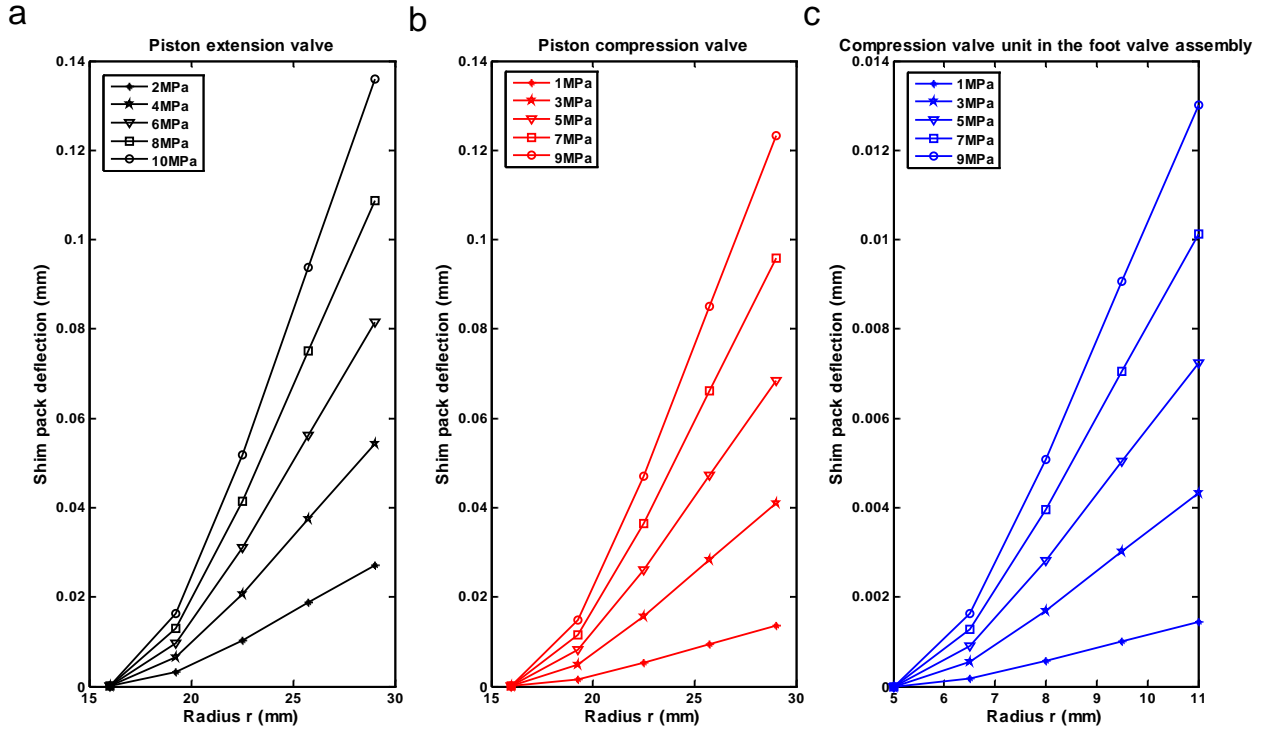 a
Piston extension valve
Shim pack deflection (mm)
0.14
0.12
0.1
0.08
0.06
0.04
0.02
0
15
20
25
30
Radius r (mm)
2MPa
4MPa
6MPa
8MPa
10MPa
b
Piston compression valve
Shim pack deflection (mm)
0.14
0.12
0.1
0.08
0.06
0.04
0.02
0
15
20
25
30
Radius r (mm)
1MPa
3MPa
5MPa
7MPa
9MPa
c
Compression valve unit in the foot valve assembly
Shim pack deflection (mm)
0.014
0.012
0.01
0.008
0.006
0.004
0.002
0
5
6
7
8
9
10
11
Radius r (mm)
1MPa
3MPa
5MPa
7MPa
9MPa